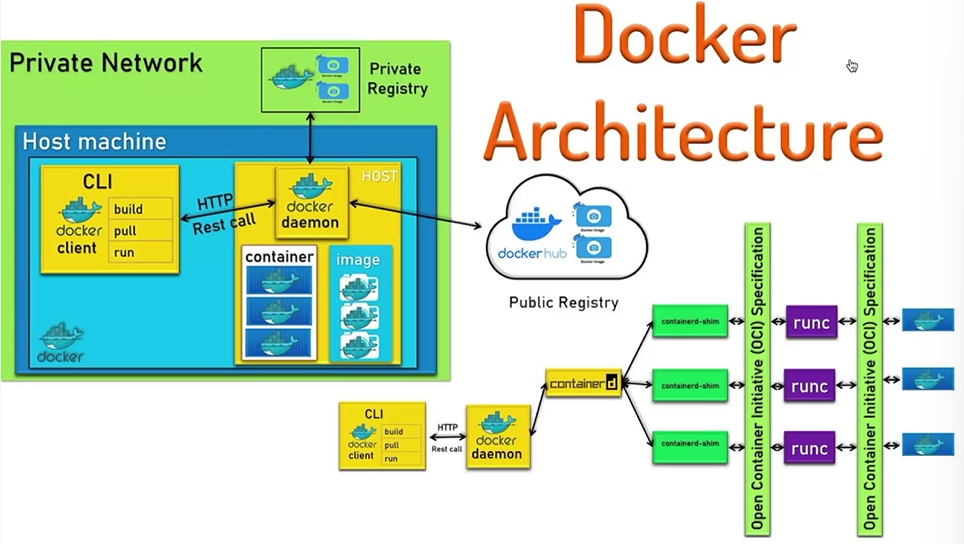 Docker
Architecture
Private Network
Private
Registry
Docker Image
Docker Image
Host machine
CLI
docker
client
build
pull
run
HTTP
Rest call
HOST
docker
daemon
container
image
docker
dockerhub
Docker Image
Docker Image
Public Registry
CLI
docker
client
build
pull
run
HTTP
Rest call
docker
daemon
containerd
containerd-shim
containerd-shim
containerd-shim
Open Container Initiative (OCI) Specification
runc
runc
runc
Open Container Initiative (OCI) Specification